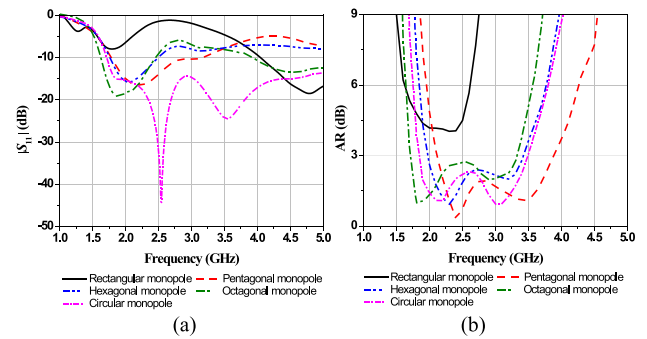 0
-10
-20
-30
-40
-50
|S11| (dB)
1.0 1.5 2.0 2.5 3.0 3.5 4.0 4.5 5.0
Frequency (GHz)
Rectangular monopole Pentagonal monopole
Hexagonal monopole Octagonal monopole
Circular monopole
(a)
9
6
3
0
AR (dB)
1.0 1.5 2.0 2.5 3.0 3.5 4.0 4.5 5.0
Frequency (GHz)
Rectangular monopole Pentagonal monopole
Hexagonal monopole Octagonal monopole
Circular monopole
(b)